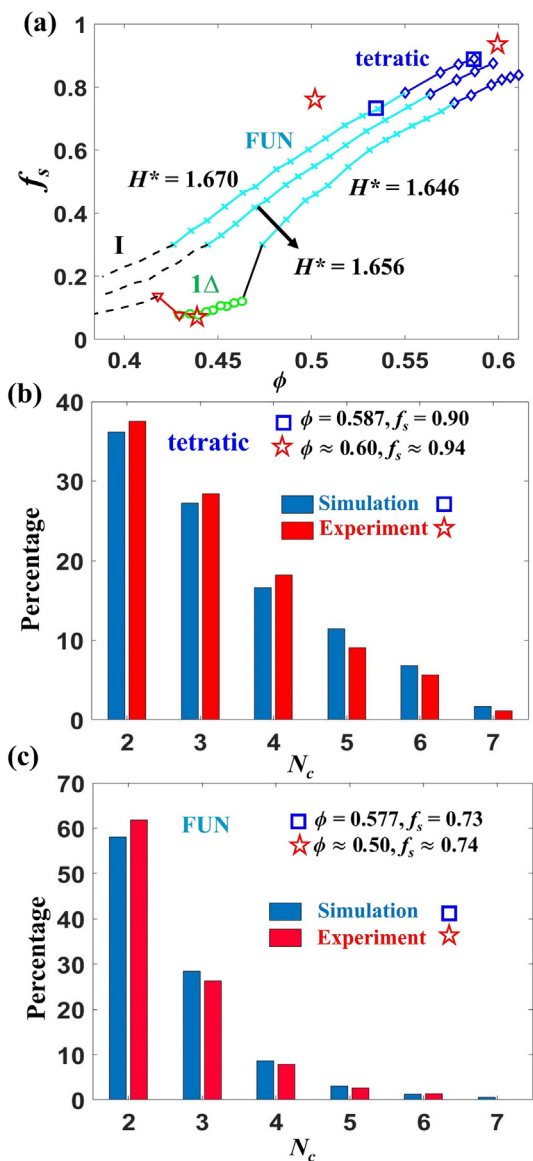 (a)
1
0.8
0.6
0.4
0.2
0
f_s
tetratic
FUN
H* = 1.670
H* = 1.646
H* = 1.656
I
1Δ
0.4 0.45 0.5 0.55 0.6
ϕ
(b)
40
30
20
10
0
Percentage
tetratic
ϕ = 0.587, f_s = 0.90
ϕ ≈ 0.60, f_s ≈ 0.94
Simulation
Experiment
2 3 4 5 6 7
N_c
(c)
70
60
50
40
30
20
10
0
Percentage
FUN
ϕ = 0.577, f_s = 0.73
ϕ ≈ 0.50, f_s ≈ 0.74
Simulation
Experiment
2 3 4 5 6 7
N_c